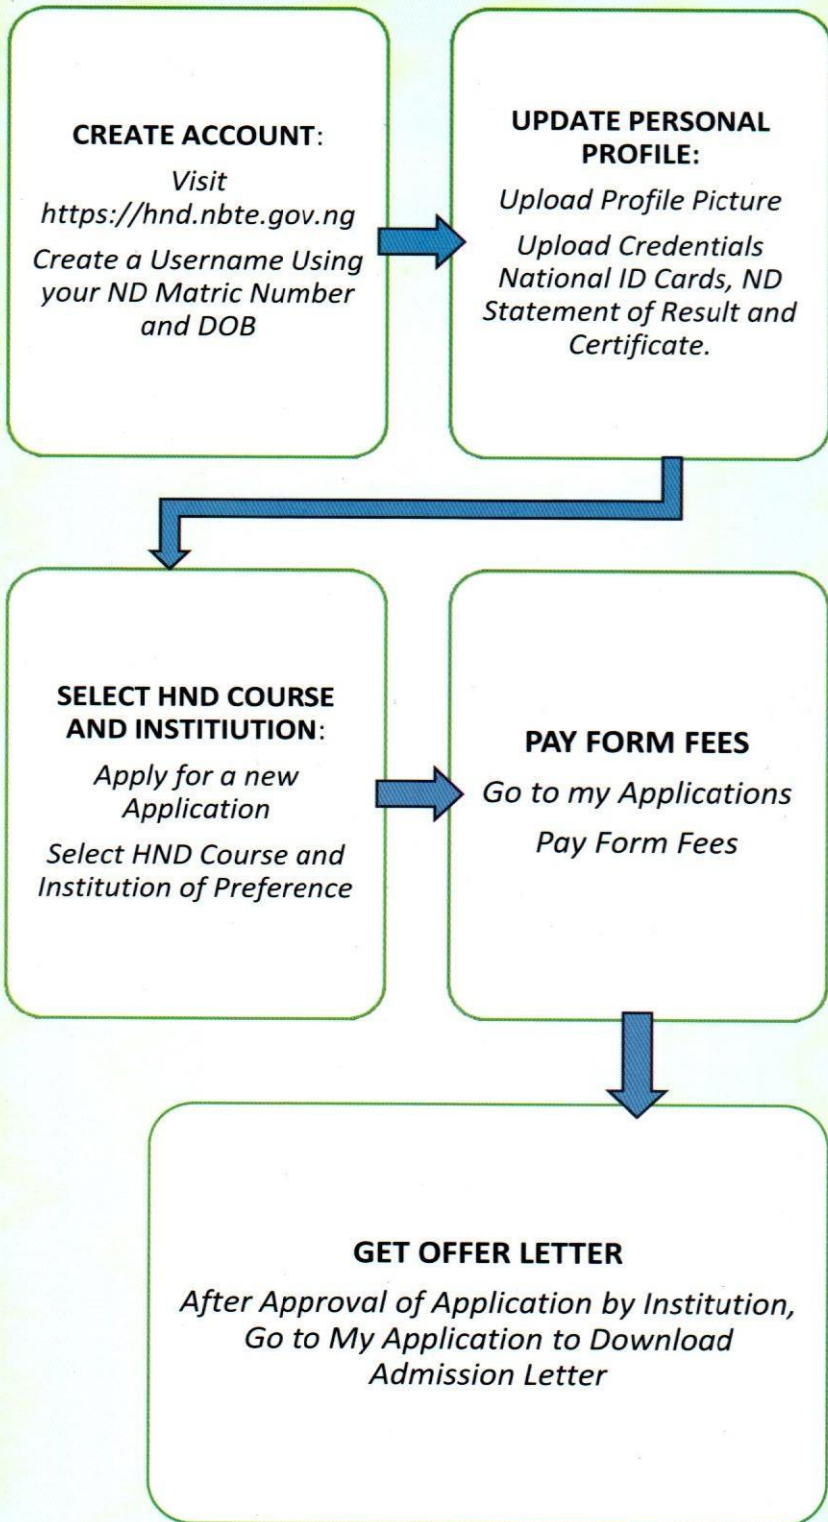 CREATE ACCOUNT:
Visit
https://hnd.nbte.gov.ng
Create a Username Using
your ND Matric Number
and DOB
UPDATE PERSONAL
PROFILE:
Upload Profile Picture
Upload Credentials
National ID Cards, ND
Statement of Result and
Certificate.
SELECT HND COURSE
AND INSTITIUTION:
Apply for a new
Application
Select HND Course and
Institution of Preference
PAY FORM FEES
Go to my Applications
Pay Form Fees
GET OFFER LETTER
After Approval of Application by Institution,
Go to My Application to Download
Admission Letter